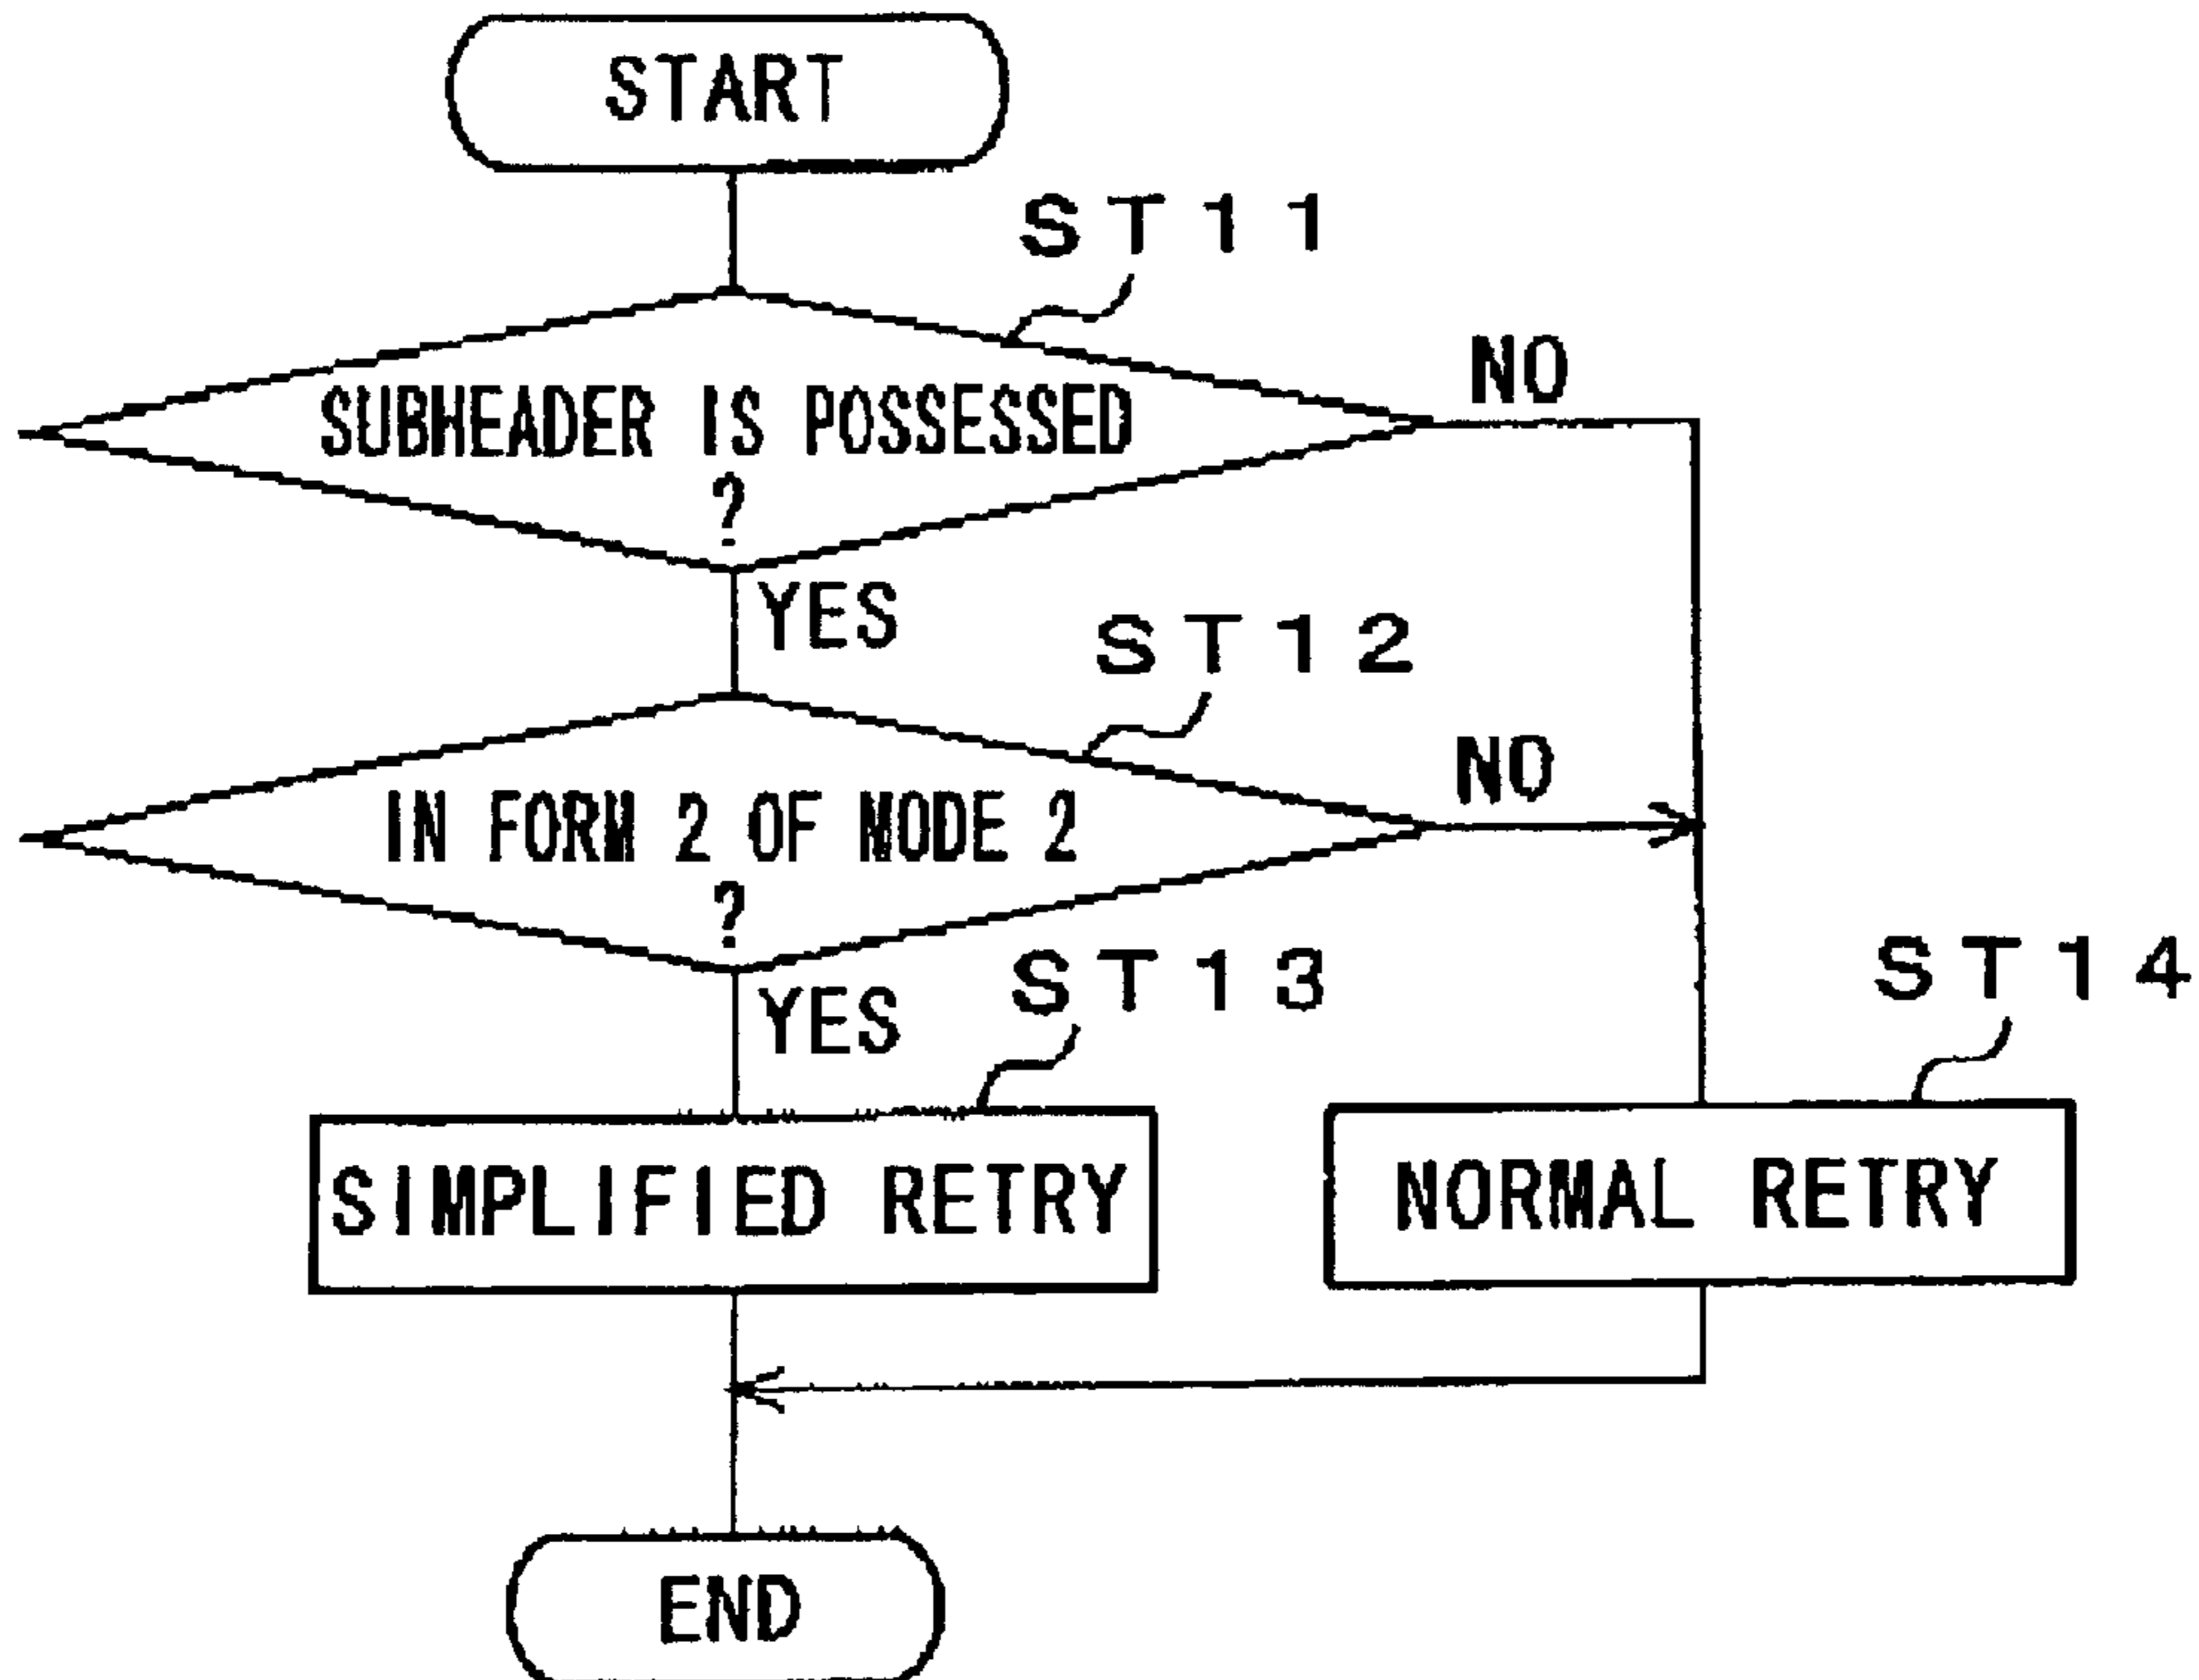 START
ST11
SUBHEADER IS POSSESSED
?
NO
YES
ST12
IN FORM 2 OF MODE 2
?
NO
YES
ST13
ST14
SIMPLIFIED RETRY
NORMAL RETRY
END